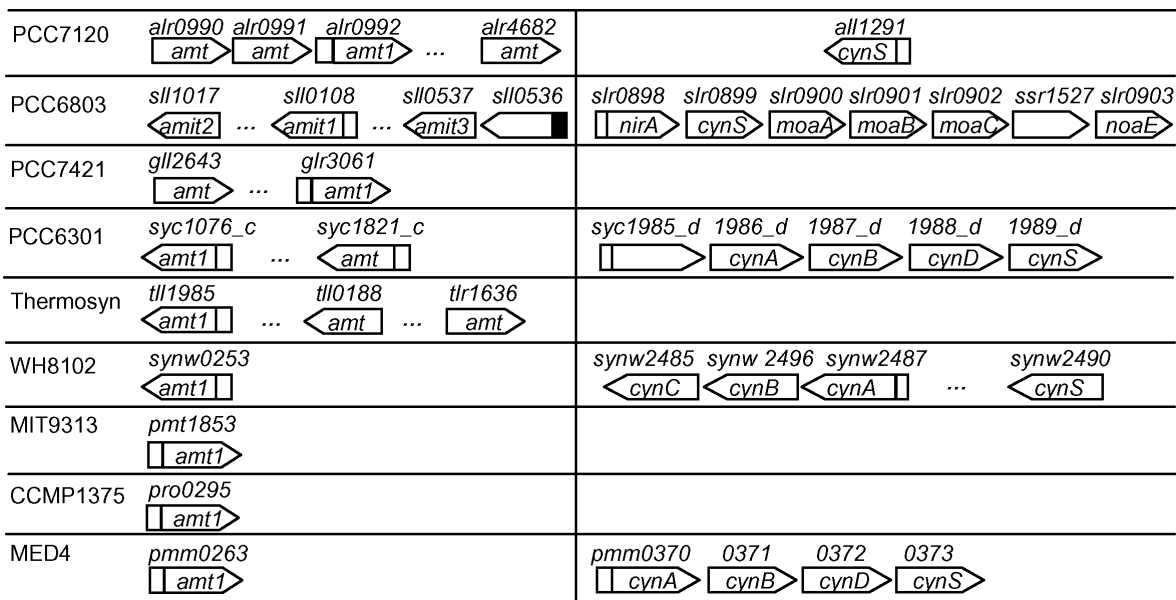 alr0990 alr0991 alr0992 alr4682 all1291
PCC7120 amt amt amt1 ... amt cynS
sll1017 sll0108 sll0537 sll0536 slr0898 slr0899 slr0900 slr0901 slr0902 ssr1527 slr0903
PCC6803 amit2 ... amit1 ... amit3 nirA cynS moaA moaB moaC noaE
gll2643 glr3061
PCC7421 amt ... amt1
syc1076_c syc1821_c syc1985_d 1986_d 1987_d 1988_d 1989_d
PCC6301 amt1 ... amt cynA cynB cynD cynS
tll1985 tll0188 tlr1636
Thermosyn amt1 ... amt ... amt
synw0253 synw2485 synw 2496 synw2487 synw2490
WH8102 amt1 cynC cynB cynA ... cynS
MIT9313 pmt1853
amt1
CCMP1375 pro0295
amt1
MED4 pmm0263 pmm0370 0371 0372 0373
amt1 cynA cynB cynD cynS